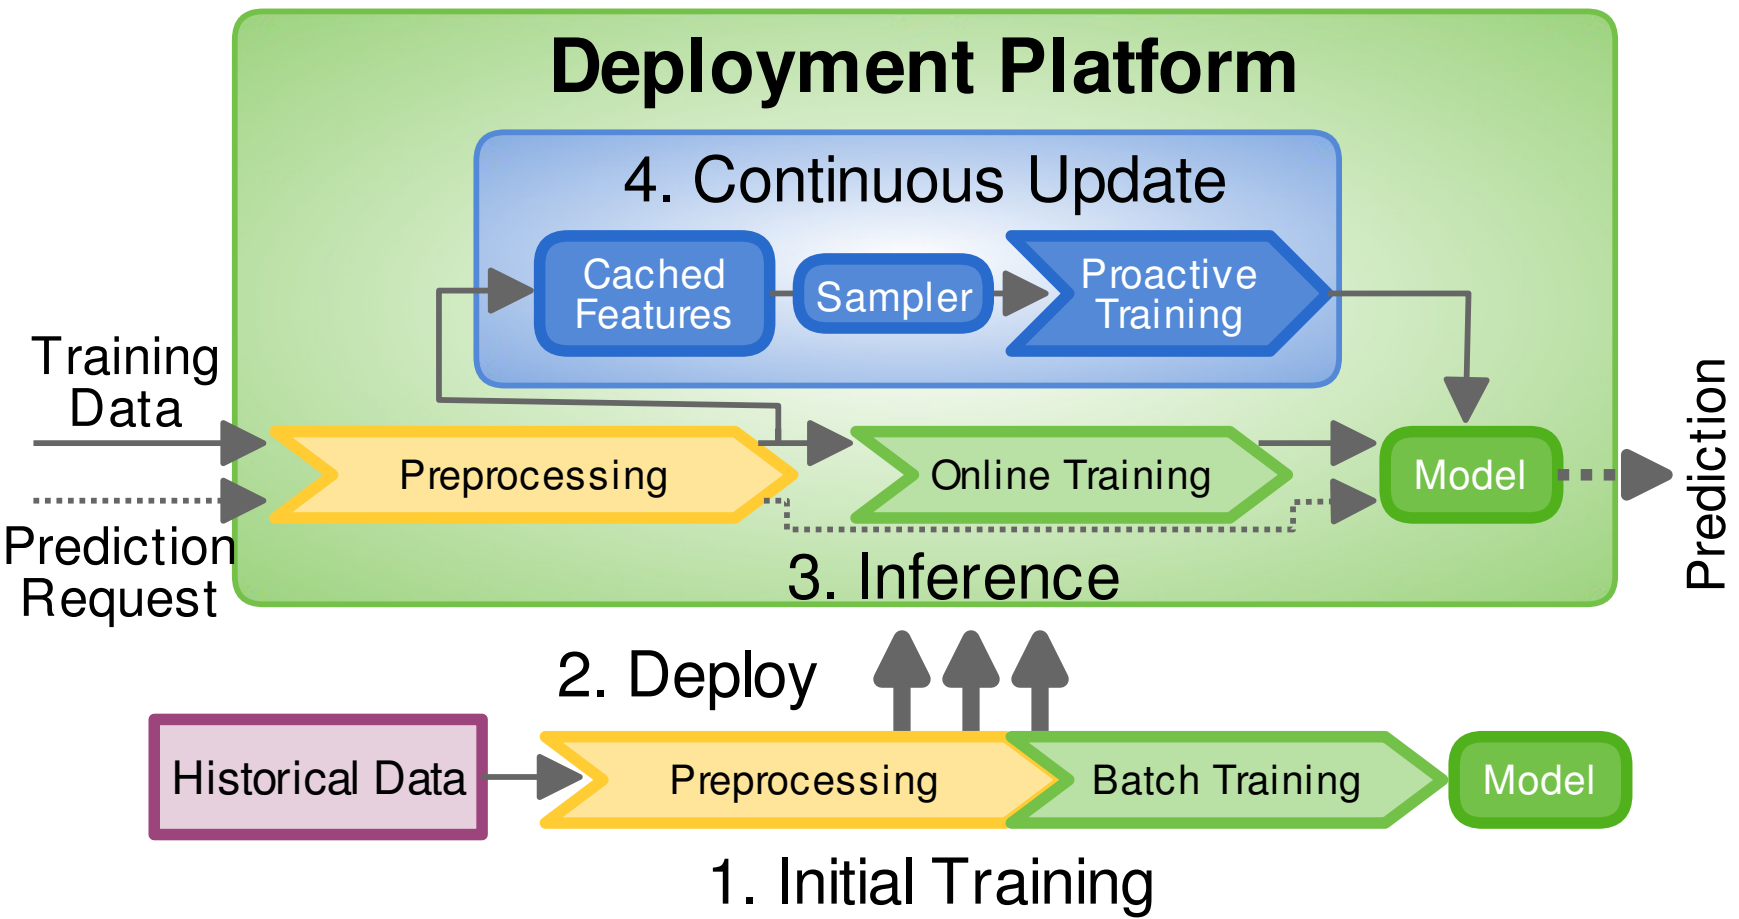 Deployment Platform
4. Continuous Update
Cached
Features
Sampler
Proactive
Training
Training
Data
Preprocessing
Online Training
Model
Prediction
Prediction
Request
3. Inference
2. Deploy
Historical Data
Preprocessing
Batch Training
Model
1. Initial Training